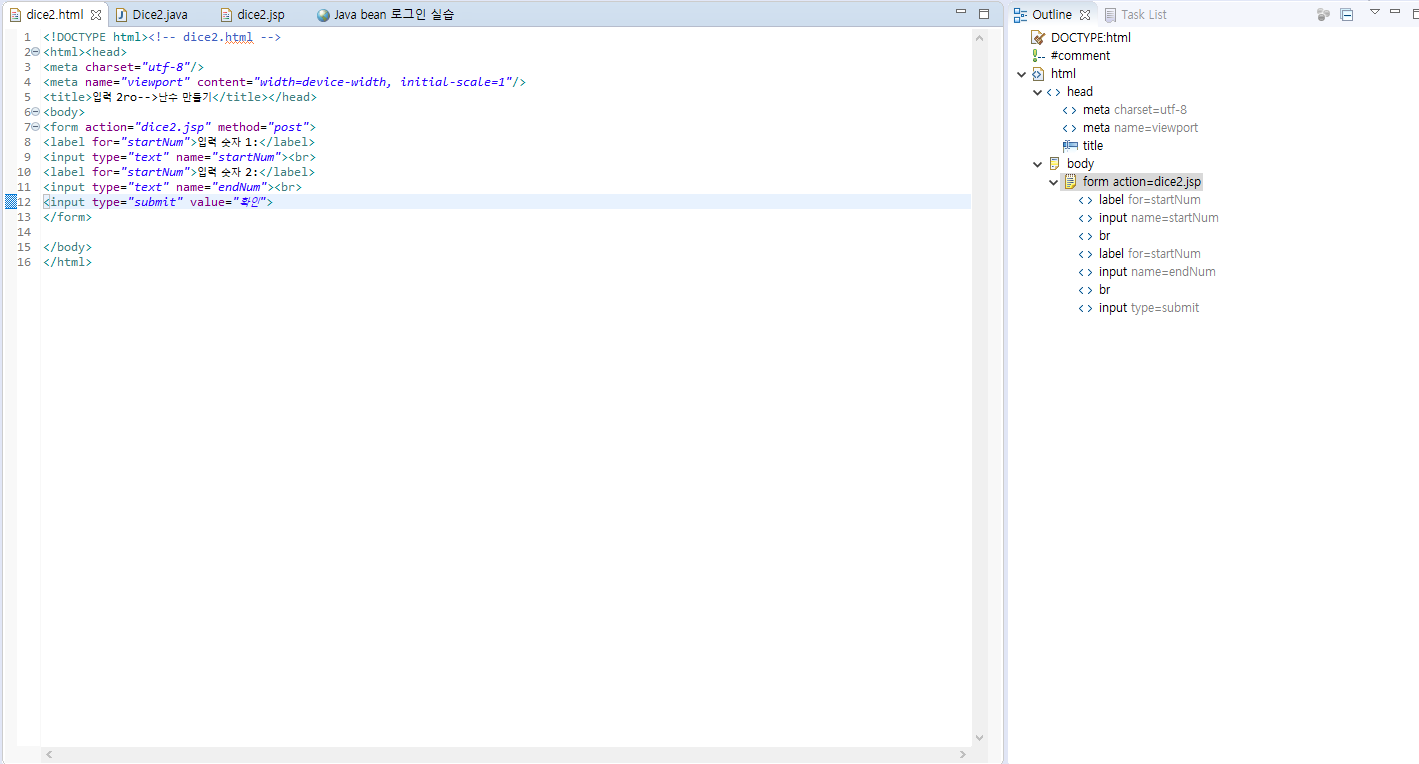 dice2.html Dice2.java dice2.jsp Java bean 로그인 실습
1 <!DOCTYPE html><!-- dice2.html -->
2 <html><head>
3 <meta charset="utf-8"/>
4 <meta name="viewport" content="width=device-width, initial-scale=1"/>
5 <title>입력 2ro-->난수 만들기</title></head>
6 <body>
7 <form action="dice2.jsp" method="post">
8 <label for="startNum">입력 숫자 1:</label>
9 <input type="text" name="startNum"><br>
10 <label for="startNum">입력 숫자 2:</label>
11 <input type="text" name="endNum"><br>
12 <input type="submit" value="확인">
13 </form>
14
15 </body>
16 </html>
Outline Task List
DOCTYPE:html
#comment
html
head
meta charset=utf-8
meta name=viewport
title
body
form action=dice2.jsp
label for=startNum
input name=startNum
br
label for=startNum
input name=endNum
br
input type=submit